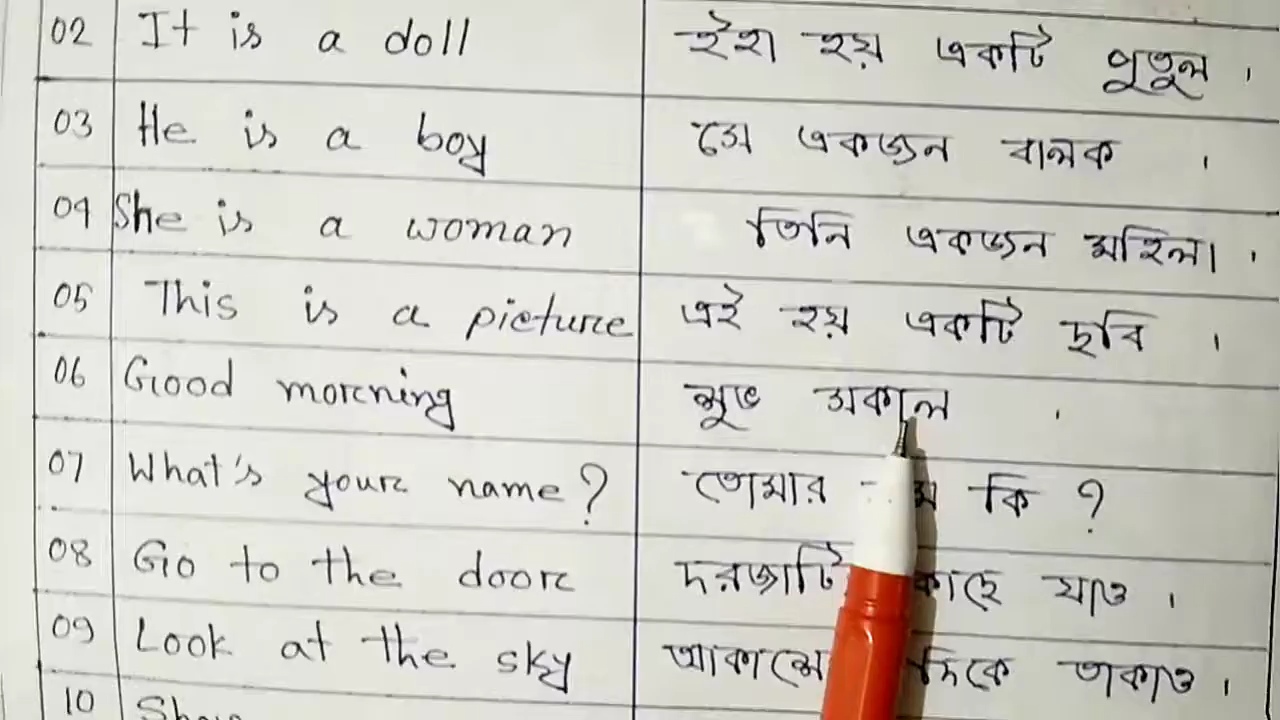 02 It is a doll ইহা হয় একটি পুতুল ।
03 He is a boy সে একজন বালক ।
04 She is a woman তিনি একজন মহিলা ।
05 This is a picture এই হয় একটি ছবি ।
06 Good morning শুভ সকাল ।
07 What's your name? তোমার কি ?
08 Go to the door দরজাটি কাছে যাও ।
09 Look at the sky দিকে তাকাও ।
10